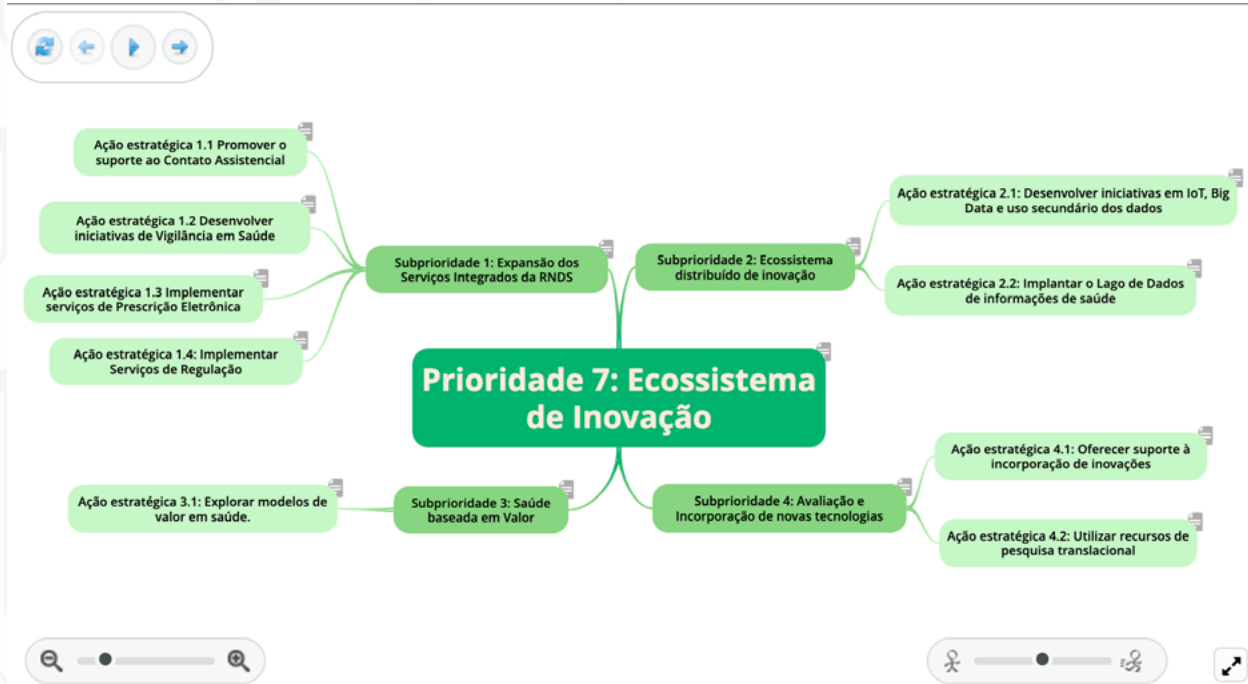 Ação estratégica 1.1 Promover o
suporte ao Contato Assistencial
Ação estratégica 1.2 Desenvolver
iniciativas de Vigilância em Saúde
Ação estratégica 1.3 Implementar
serviços de Prescrição Eletrônica
Ação estratégica 1.4: Implementar
Serviços de Regulação
Subprioridade 1: Expansão dos
Serviços Integrados da RNDS
Subprioridade 2: Ecossistema
distribuído de inovação
Ação estratégica 2.1: Desenvolver iniciativas em IoT, Big
Data e uso secundário dos dados
Ação estratégica 2.2: Implantar o Lago de Dados
de informações de saúde
Prioridade 7: Ecossistema
de Inovação
Ação estratégica 3.1: Explorar modelos de
valor em saúde.
Subprioridade 3: Saúde
baseada em Valor
Subprioridade 4: Avaliação e
Incorporação de novas tecnologias
Ação estratégica 4.1: Oferecer suporte à
incorporação de inovações
Ação estratégica 4.2: Utilizar recursos de
pesquisa translacional